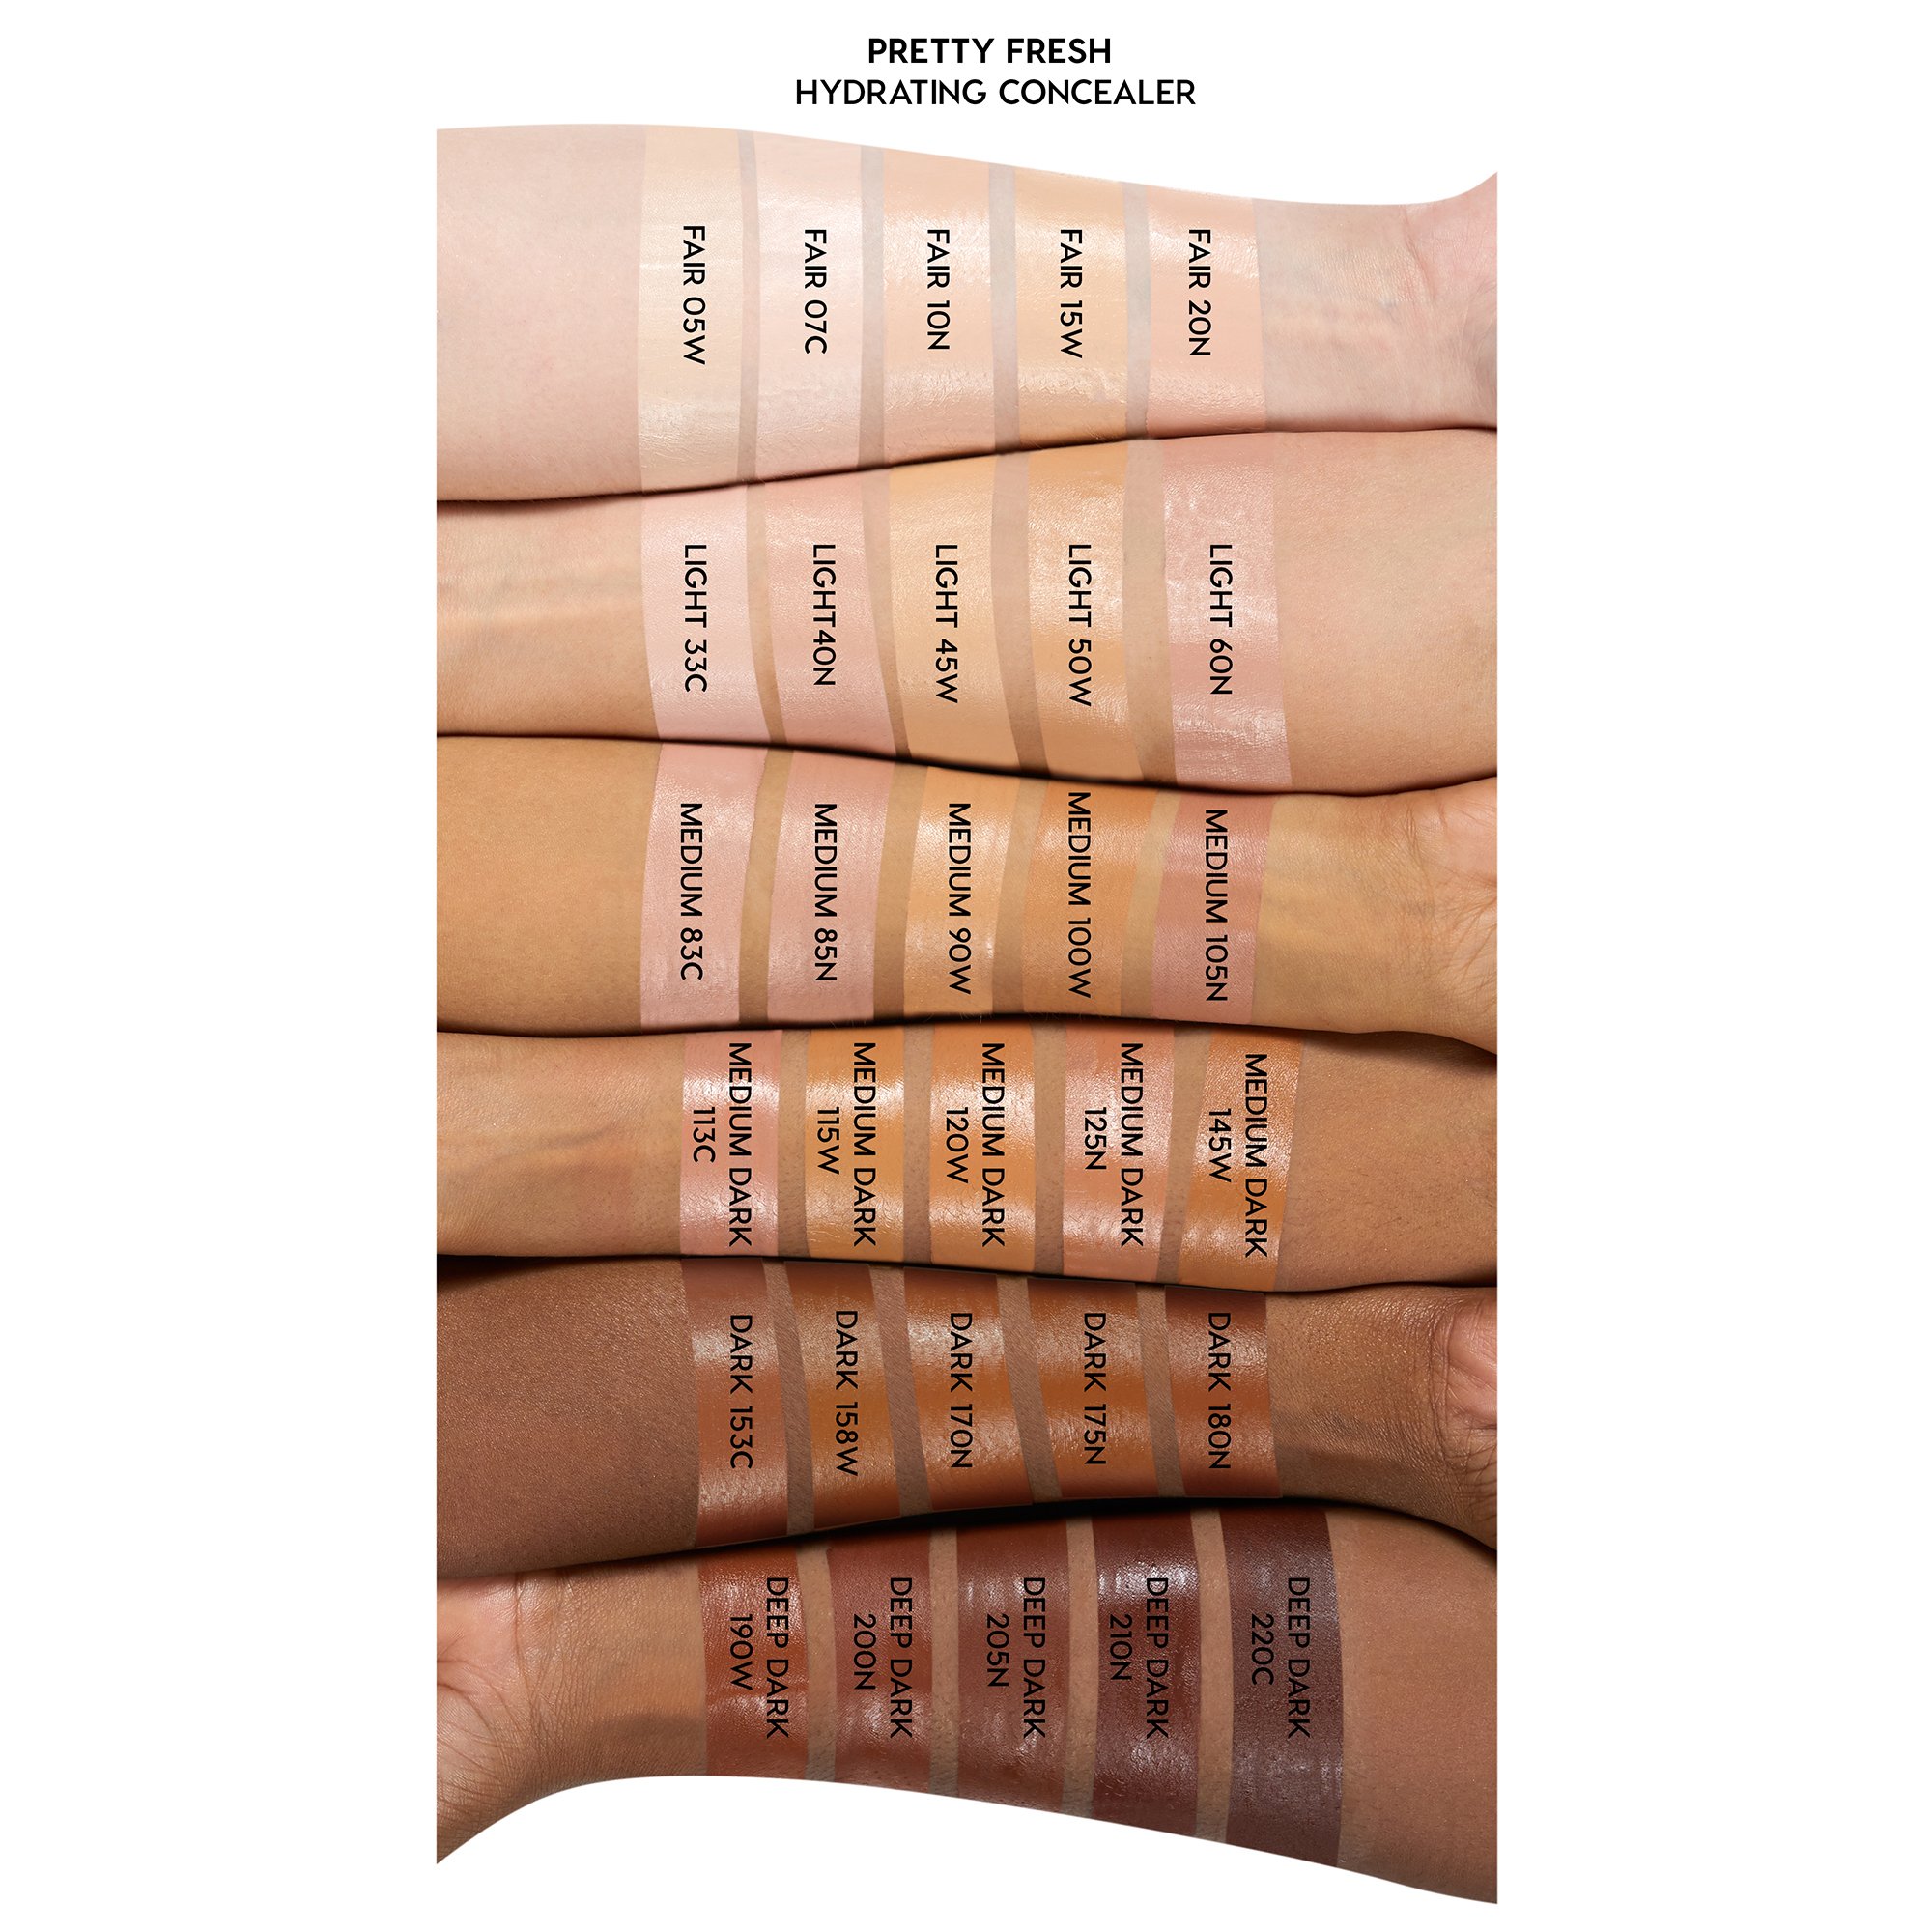 PRETTY FRESH
HYDRATING CONCEALER
FAIR 05W
FAIR 07C
FAIR 10N
FAIR 15W
FAIR 20N
LIGHT 33C
LIGHT40N
LIGHT 45W
LIGHT 50W
LIGHT 60N
MEDIUM 83C
MEDIUM 85N
MEDIUM 90W
MEDIUM 100W
MEDIUM 105N
MEDIUM DARK
113C
MEDIUM DARK
115W
MEDIUM DARK
120W
MEDIUM DARK
125N
MEDIUM DARK
145W
DARK 153C
DARK 158W
DARK 170N
DARK 175N
DARK 180N
DEEP DARK
190W
DEEP DARK
200N
DEEP DARK
205N
DEEP DARK
210N
DEEP DARK
220C